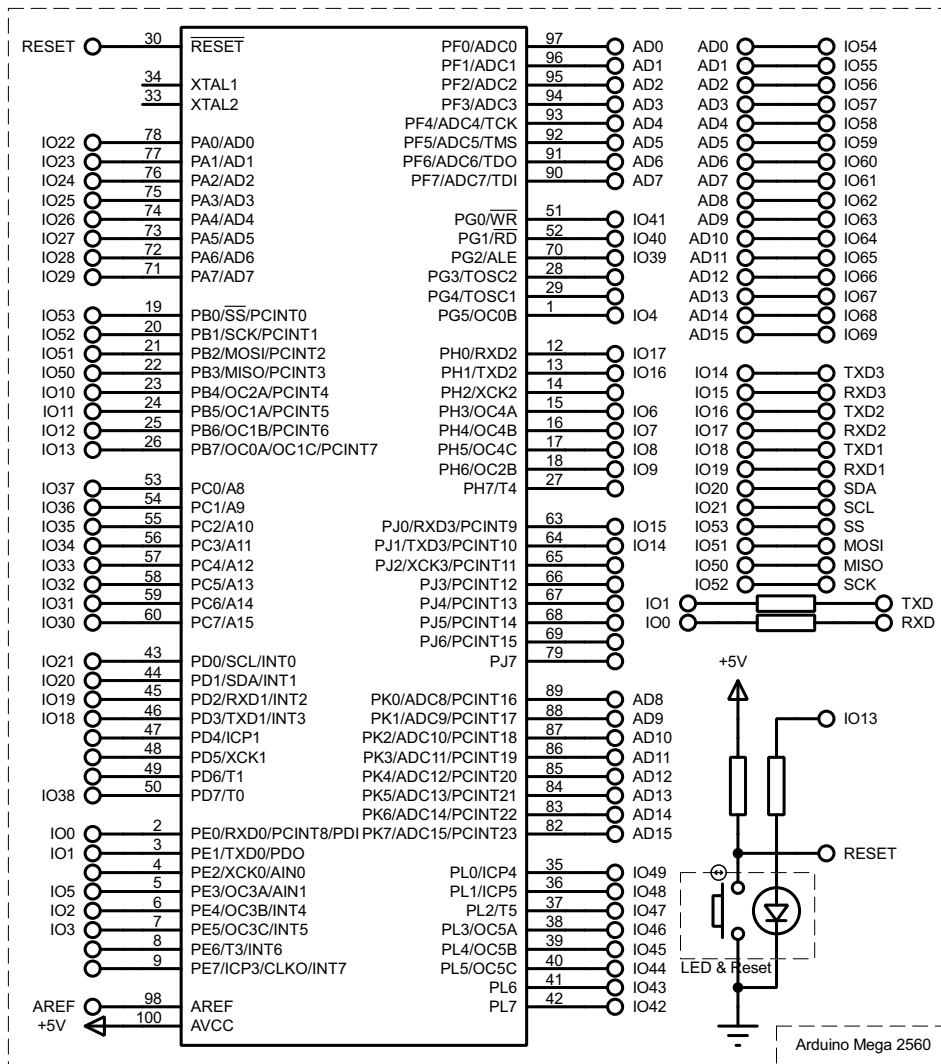 RESET 30 RESET PF0/ADC0 97 AD0
PF1/ADC1 96 AD1
34 XTAL1 PF2/ADC2 95 AD2
33 XTAL2 PF3/ADC3 94 AD3
PF4/ADC4/TCK 93 AD4
IO22 78 PA0/AD0 PF5/ADC5/TMS 92 AD5
IO23 77 PA1/AD1 PF6/ADC6/TDO 91 AD6
IO24 76 PA2/AD2 PF7/ADC7/TDI 90 AD7
IO25 75 PA3/AD3
IO26 74 PA4/AD4 PG0/WR 51 IO41
IO27 73 PA5/AD5 PG1/RD 52 IO40
IO28 72 PA6/AD6 PG2/ALE 70 IO39
IO29 71 PA7/AD7 PG3/TOSC2 28
PG4/TOSC1 29
IO53 19 PB0/SS/PCINT0 PG5/OC0B 1 IO4
IO52 20 PB1/SCK/PCINT1
IO51 21 PB2/MOSI/PCINT2 PH0/RXD2 12 IO17
IO50 22 PB3/MISO/PCINT3 PH1/TXD2 13 IO16
IO10 23 PB4/OC2A/PCINT4 PH2/XCK2 14
IO11 24 PB5/OC1A/PCINT5 PH3/OC4A 15 IO6
IO12 25 PB6/OC1B/PCINT6 PH4/OC4B 16 IO7
IO13 26 PB7/OC0A/OC1C/PCINT7 PH5/OC4C 17 IO8
PH6/OC2B 18 IO9
IO37 53 PC0/A8 PH7/T4 27
IO36 54 PC1/A9
IO35 55 PC2/A10 PJ0/RXD3/PCINT9 63 IO15
IO34 56 PC3/A11 PJ1/TXD3/PCINT10 64 IO14
IO33 57 PC4/A12 PJ2/XCK3/PCINT11 65
IO32 58 PC5/A13 PJ3/PCINT12 66
IO31 59 PC6/A14 PJ4/PCINT13 67
IO30 60 PC7/A15 PJ5/PCINT14 68
PJ6/PCINT15 69
IO21 43 PD0/SCL/INT0 PJ7 79
IO20 44 PD1/SDA/INT1
IO19 45 PD2/RXD1/INT2 PK0/ADC8/PCINT16 89 AD8
IO18 46 PD3/TXD1/INT3 PK1/ADC9/PCINT17 88 AD9
47 PD4/ICP1 PK2/ADC10/PCINT18 87 AD10
48 PD5/XCK1 PK3/ADC11/PCINT19 86 AD11
49 PD6/T1 PK4/ADC12/PCINT20 85 AD12
IO38 50 PD7/T0 PK5/ADC13/PCINT21 84 AD13
PK6/ADC14/PCINT22 83 AD14
IO0 2 PE0/RXD0/PCINT8/PDI PK7/ADC15/PCINT23 82 AD15
IO1 3 PE1/TXD0/PDO
4 PE2/XCK0/AIN0 PL0/ICP4 35 IO49
IO5 5 PE3/OC3A/AIN1 PL1/ICP5 36 IO48
IO2 6 PE4/OC3B/INT4 PL2/T5 37 IO47
IO3 7 PE5/OC3C/INT5 PL3/OC5A 38 IO46
8 PE6/T3/INT6 PL4/OC5B 39 IO45
9 PE7/ICP3/CLKO/INT7 PL5/OC5C 40 IO44
PL6 41 IO43
AREF 98 AREF PL7 42 IO42
+5V 100 AVCC
AD0 IO54
AD1 IO55
AD2 IO56
AD3 IO57
AD4 IO58
AD5 IO59
AD6 IO60
AD7 IO61
AD8 IO62
AD9 IO63
AD10 IO64
AD11 IO65
AD12 IO66
AD13 IO67
AD14 IO68
AD15 IO69
IO14 TXD3
IO15 RXD3
IO16 TXD2
IO17 RXD2
IO18 TXD1
IO19 RXD1
IO20 SDA
IO21 SCL
IO53 SS
IO51 MOSI
IO50 MISO
IO52 SCK
IO1 TXD
IO0 RXD
+5V
IO13
RESET
LED & Reset
Arduino Mega 2560